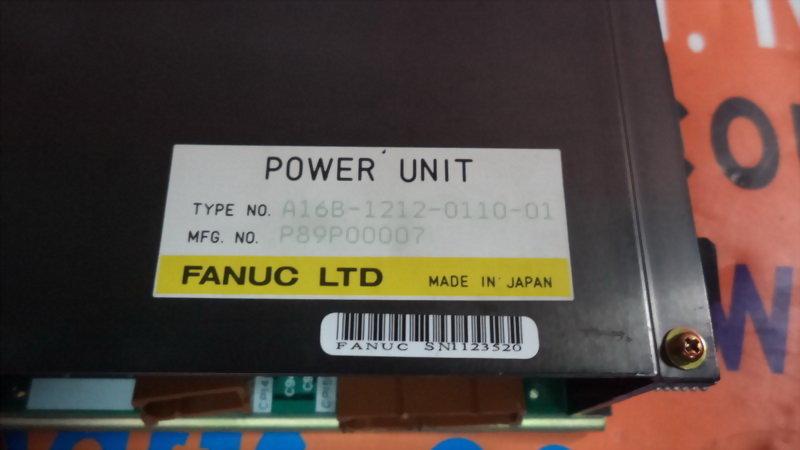 POWER UNIT
TYPE NO. A16B-1212-0110-01
MFG. NO. P89P00007
FANUC LTD MADE IN JAPAN
FANUC SN1123520